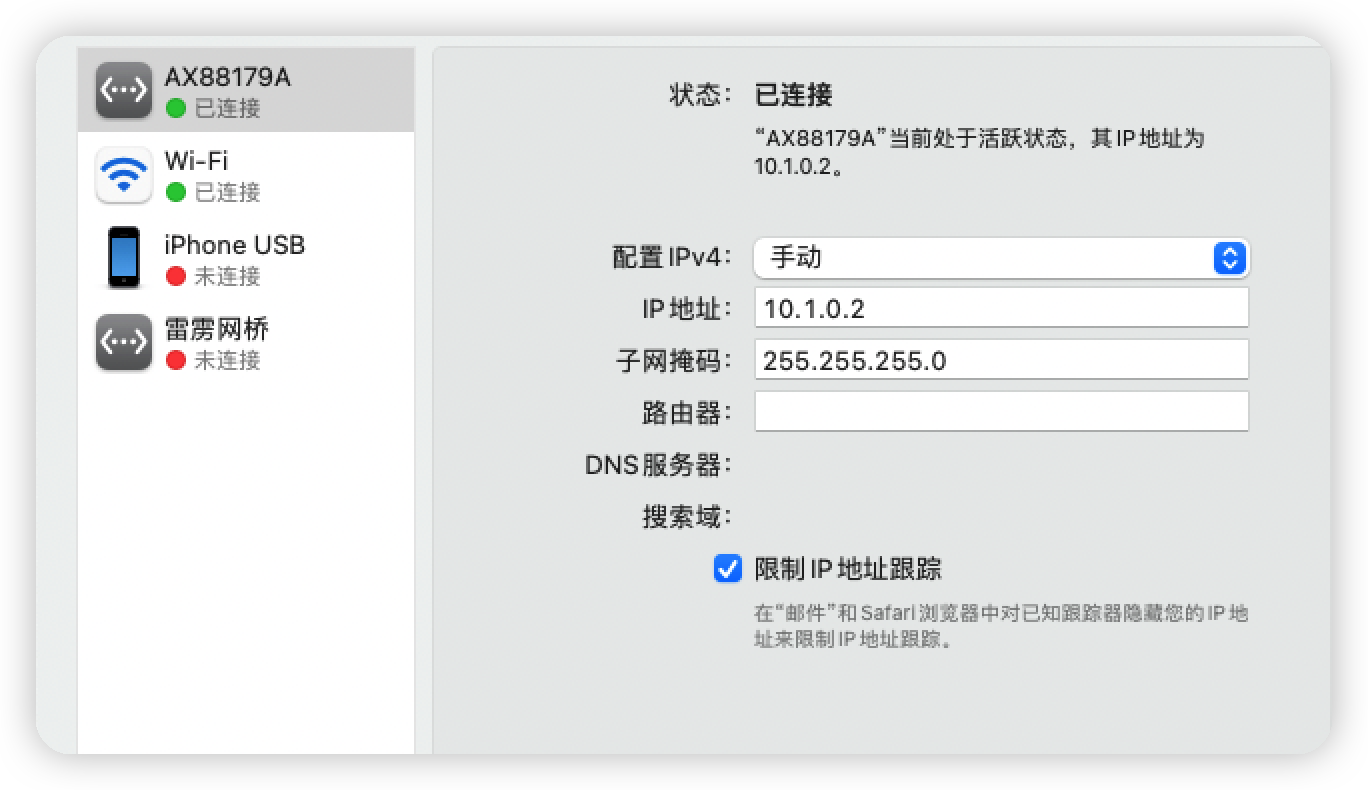 AX88179A
已连接
Wi-Fi
已连接
iPhone USB
未连接
雷雳网桥
未连接
状态： 已连接
“AX88179A”当前处于活跃状态，其 IP 地址为
10.1.0.2。
配置 IPv4： 手动
IP 地址： 10.1.0.2
子网掩码： 255.255.255.0
路由器：
DNS 服务器：
搜索域：
限制 IP 地址跟踪
在“邮件”和 Safari 浏览器中对已知跟踪器隐藏您的 IP 地
址来限制 IP 地址跟踪。